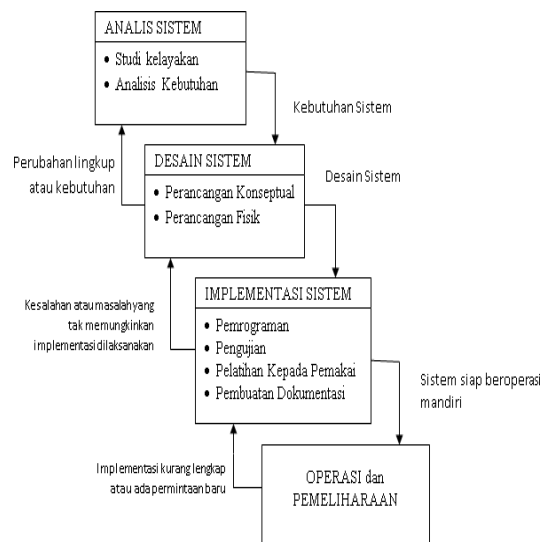 ANALIS SISTEM
• Studi kelayakan
• Analisis Kebutuhan
Kebutuhan Sistem
Perubahan lingkup
atau kebutuhan
DESAIN SISTEM
• Perancangan Konseptual
• Perancangan Fisik
Desain Sistem
Kesalahan atau masalah yang
tak memungkinkan
implementasi dilaksanakan
IMPLEMENTASI SISTEM
• Pemrograman
• Pengujian
• Pelatihan Kepada Pemakai
• Pembuatan Dokumentasi
Sistem siap beroperasi
mandiri
Implementasi kurang lengkap
atau ada permintaan baru
OPERASI dan
PEMELIHARAAN